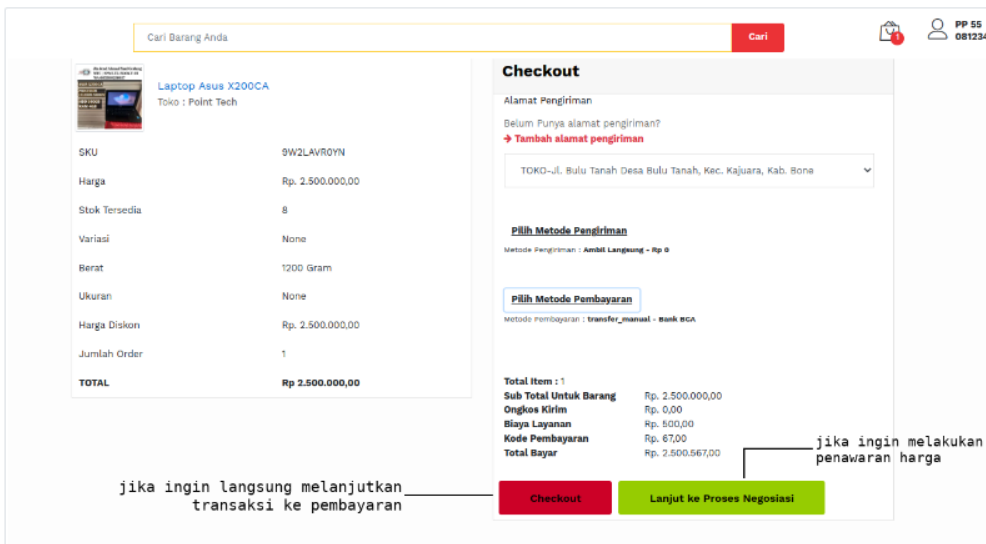 Cari Barang Anda
Cari
1
PP 55
081234
Laptop Asus X200CA
Toko : Point Tech
SKU 9W2LAVR0YN
Harga Rp. 2.500.000,00
Stok Tersedia 8
Variasi None
Berat 1200 Gram
Ukuran None
Harga Diskon Rp. 2.500.000,00
Jumlah Order 1
TOTAL Rp 2.500.000,00
Checkout
Alamat Pengiriman
Belum Punya alamat pengiriman?
→ Tambah alamat pengiriman
TOKO-Jl. Bulu Tanah Desa Bulu Tanah, Kec. Kajuara, Kab. Bone
Pilih Metode Pengiriman
Metode Pengiriman : Ambil Langsung - Rp 0
Pilih Metode Pembayaran
Metode Pembayaran : transfer_manual - Bank BCA
Total Item : 1
Sub Total Untuk Barang Rp. 2.500.000,00
Ongkos Kirim Rp. 0,00
Biaya Layanan Rp. 500,00
Kode Pembayaran Rp. 67,00
Total Bayar Rp. 2.500.567,00
jika ingin melakukan
penawaran harga
jika ingin langsung melanjutkan
transaksi ke pembayaran
Checkout
Lanjut ke Proses Negosiasi